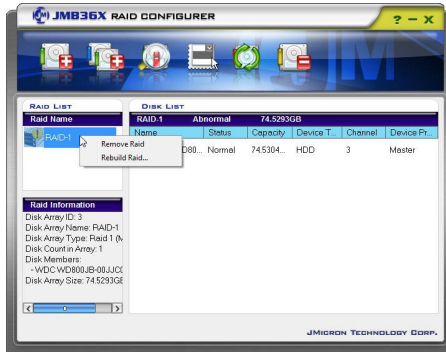 JMB36X RAID CONFIGURER
? – X
RAID LIST
Raid Name
RAID-1
Remove Raid
Rebuild Raid...
Raid Information
Disk Array ID: 3
Disk Array Name: RAID-1
Disk Array Type: Raid 1 (M
Disk Count in Array: 1
Disk Members:
- WDC WD800JB-00JJC0
Disk Array Size: 74.5293GB
DISK LIST
RAID-1 Abnormal 74.5293GB
Name Status Capacity Device T... Channel Device Pr...
D80... Normal 74.5304... HDD 3 Master
JMICRON TECHNOLOGY CORP.